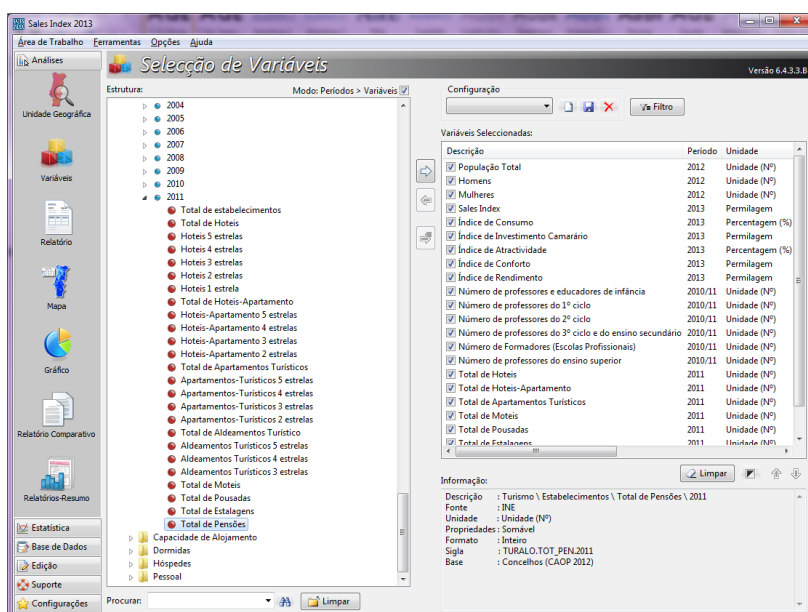 Sales Index 2013
Área de Trabalho Ferramentas Opções Ajuda
Análises
Selecção de Variáveis
Versão 6.4.3.3.B
Unidade Geográfica
Variáveis
Relatório
Mapa
Gráfico
Relatório Comparativo
Relatórios-Resumo
Estatística
Base de Dados
Edição
Suporte
Configurações
Estrutura: Modo: Períodos > Variáveis
2004
2005
2006
2007
2008
2009
2010
2011
Total de estabelecimentos
Total de Hoteis
Hoteis 5 estrelas
Hoteis 4 estrelas
Hoteis 3 estrelas
Hoteis 2 estrelas
Hoteis 1 estrela
Total de Hoteis-Apartamento
Hoteis-Apartamento 5 estrelas
Hoteis-Apartamento 4 estrelas
Hoteis-Apartamento 3 estrelas
Hoteis-Apartamento 2 estrelas
Total de Apartamentos Turísticos
Apartamentos-Turísticos 5 estrelas
Apartamentos-Turísticos 4 estrelas
Apartamentos-Turísticos 3 estrelas
Apartamentos-Turísticos 2 estrelas
Total de Aldeamentos Turístico
Aldeamentos Turísticos 5 estrelas
Aldeamentos Turísticos 4 estrelas
Aldeamentos Turísticos 3 estrelas
Total de Moteis
Total de Pousadas
Total de Estalagens
Total de Pensões
Capacidade de Alojamento
Dormidas
Hóspedes
Pessoal
Procurar: Limpar
Configuração
Filtro
Variáveis Seleccionadas:
Descrição Período Unidade
População Total 2012 Unidade (Nº)
Homens 2012 Unidade (Nº)
Mulheres 2012 Unidade (Nº)
Sales Index 2013 Permilagem
Índice de Consumo 2013 Percentagem (%)
Índice de Investimento Camarário 2013 Permilagem
Índice de Atractividade 2013 Percentagem (%)
Índice de Conforto 2013 Permilagem
Índice de Rendimento 2013 Permilagem
Número de professores e educadores de infância 2010/11 Unidade (Nº)
Número de professores do 1º ciclo 2010/11 Unidade (Nº)
Número de professores do 2º ciclo 2010/11 Unidade (Nº)
Número de professores do 3º ciclo e do ensino secundário 2010/11 Unidade (Nº)
Número de Formadores (Escolas Profissionais) 2010/11 Unidade (Nº)
Número de professores do ensino superior 2010/11 Unidade (Nº)
Total de Hoteis 2011 Unidade (Nº)
Total de Hoteis-Apartamento 2011 Unidade (Nº)
Total de Apartamentos Turísticos 2011 Unidade (Nº)
Total de Moteis 2011 Unidade (Nº)
Total de Pousadas 2011 Unidade (Nº)
Total de Estalagens 2011 Unidade (Nº)
Limpar
Informação:
Descrição : Turismo \ Estabelecimentos \ Total de Pensões \ 2011
Fonte : INE
Unidade : Unidade (Nº)
Propriedades : Somável
Formato : Inteiro
Sigla : TURALO.TOT_PEN.2011
Base : Concelhos (CAOP 2012)